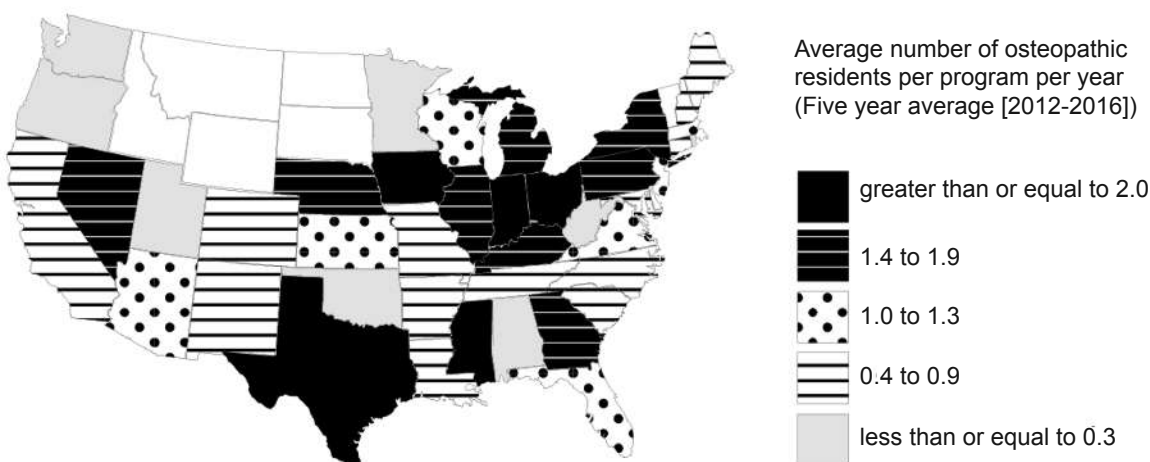 Average number of osteopathic
residents per program per year
(Five year average [2012-2016])
greater than or equal to 2.0
1.4 to 1.9
1.0 to 1.3
0.4 to 0.9
less than or equal to 0.3